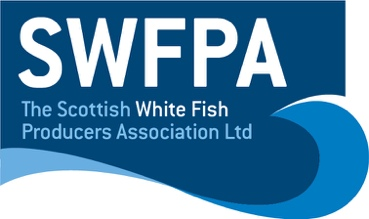 SWFPA
The Scottish White Fish
Producers Association Ltd